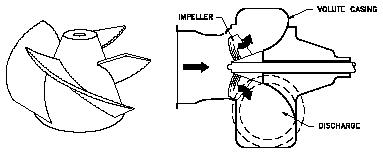 IMPELLER
VOLUTE CASING
DISCHARGE